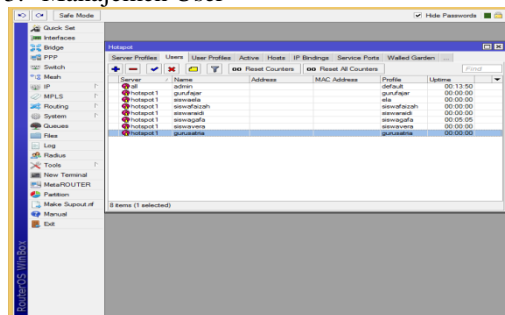 3. Manajemen User
Safe Mode
Hide Passwords
Quick Set
Interfaces
Bridge
PPP
Switch
Mesh
IP
MPLS
Routing
System
Queues
Files
Log
Radius
Tools
New Terminal
MetaROUTER
Partition
Make Supout.rif
Manual
Exit
RouterOS WinBox
Hotspot
Server Profiles Users User Profiles Active Hosts IP Bindings Service Ports Walled Garden ...
00 Reset Counters 00 Reset All Counters Find
Server Name Address MAC Address Profile Uptime
all admin default 00:13:50
hotspot1 gurufajar gurufajar 00:00:00
hotspot1 siswaela ela 00:00:00
hotspot1 siswafaizah siswafaizah 00:00:00
hotspot1 00:00:00
hotspot1 siswagafa siswagafa 00:05:05
hotspot1 siswavera siswavera 00:00:00
hotspot1 gurusatria gurusatria 00:00:00
8 items (1 selected)